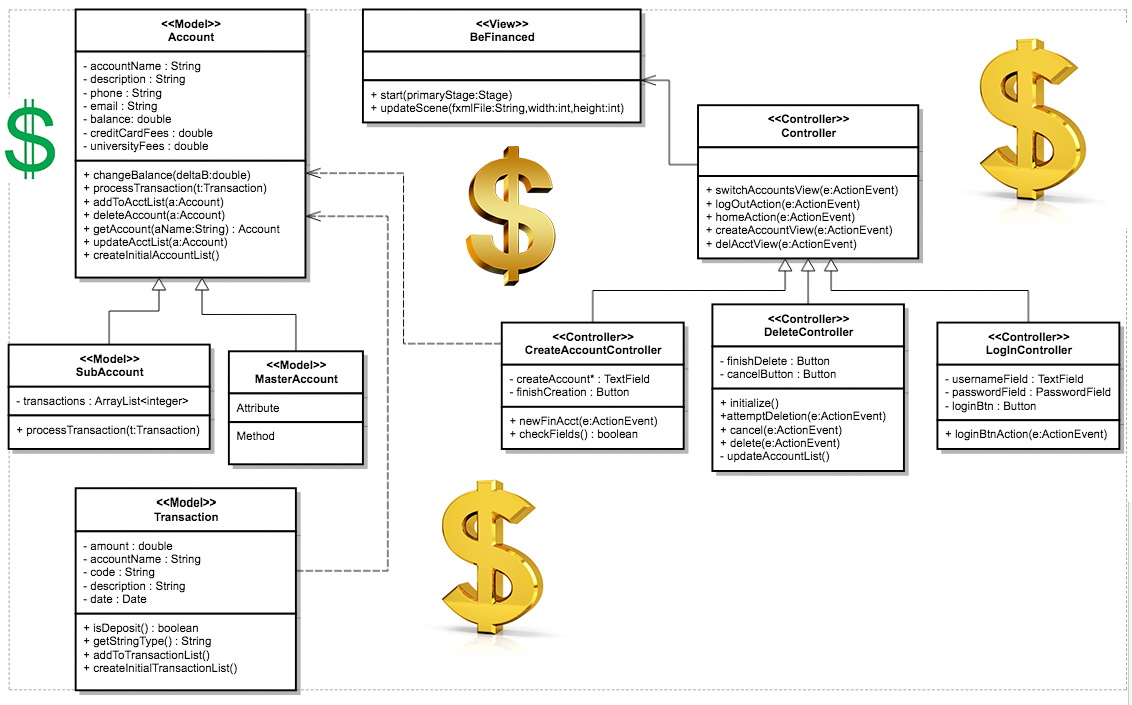 <<Model>>
Account
- accountName : String
- description : String
- phone : String
- email : String
- balance: double
- creditCardFees : double
- universityFees : double
+ changeBalance(deltaB:double)
+ processTransaction(t:Transaction)
+ addToAcctList(a:Account)
+ deleteAccount(a:Account)
+ getAccount(aName:String) : Account
+ updateAcctList(a:Account)
+ createInitialAccountList()
<<View>>
BeFinanced
+ start(primaryStage:Stage)
+ updateScene(fxmlFile:String,width:int,height:int)
<<Controller>>
Controller
+ switchAccountsView(e:ActionEvent)
+ logOutAction(e:ActionEvent)
+ homeAction(e:ActionEvent)
+ createAccountView(e:ActionEvent)
+ delAcctView(e:ActionEvent)
<<Model>>
SubAccount
- transactions : ArrayList<integer>
+ processTransaction(t:Transaction)
<<Model>>
MasterAccount
Attribute
Method
<<Controller>>
CreateAccountController
- createAccount* : TextField
- finishCreation : Button
+ newFinAcct(e:ActionEvent)
+ checkFields() : boolean
<<Controller>>
DeleteController
- finishDelete : Button
- cancelButton : Button
+ initialize()
+attemptDeletion(e:ActionEvent)
+ cancel(e:ActionEvent)
+ delete(e:ActionEvent)
- updateAccountList()
<<Controller>>
LogInController
- usernameField : TextField
- passwordField : PasswordField
- loginBtn : Button
+ loginBtnAction(e:ActionEvent)
<<Model>>
Transaction
- amount : double
- accountName : String
- code : String
- description : String
- date : Date
+ isDeposit() : boolean
+ getStringType() : String
+ addToTransactionList()
+ createInitialTransactionList()